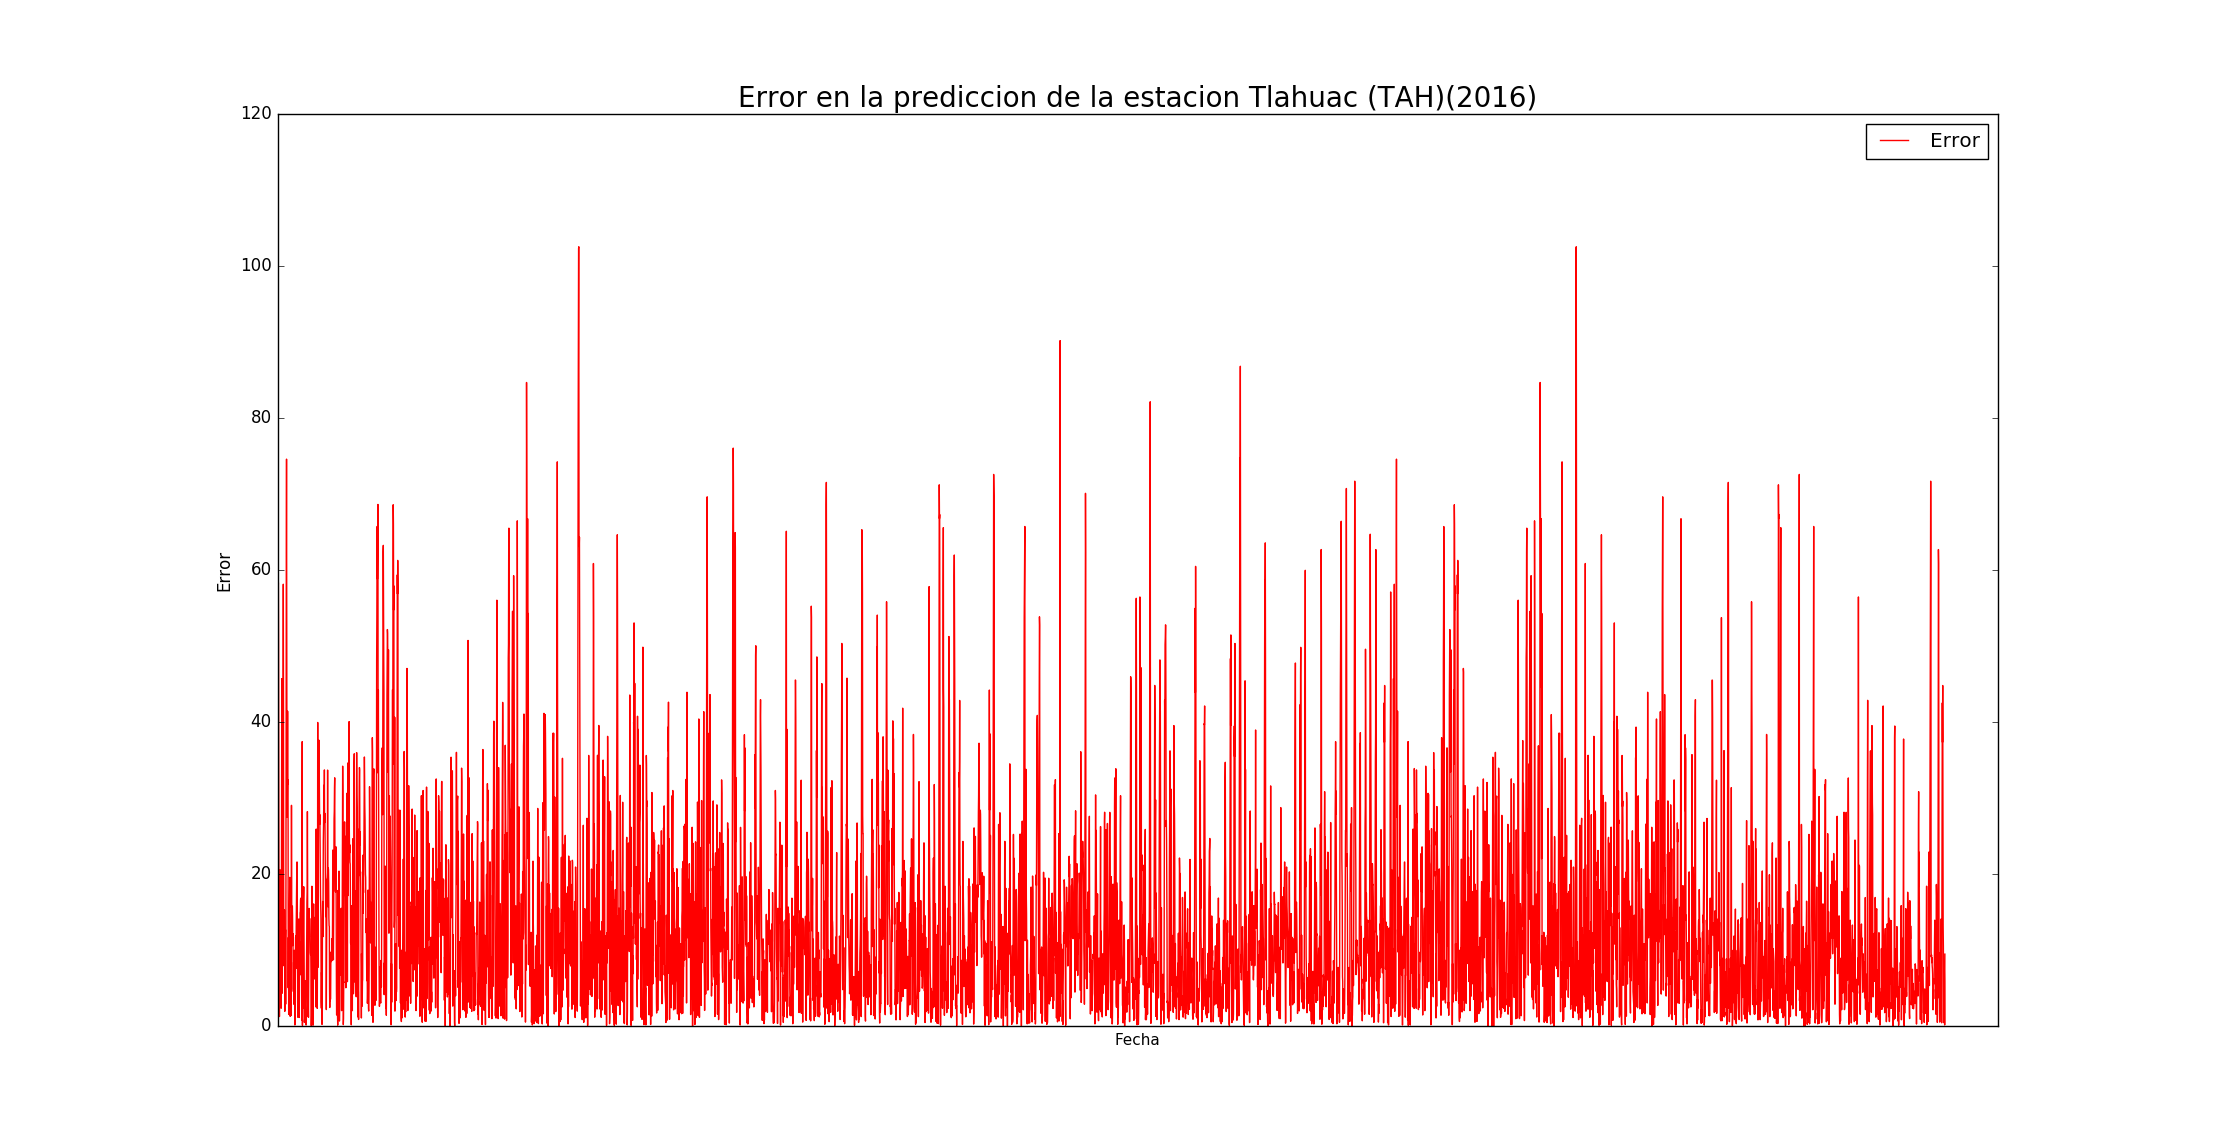 Error en la prediccion de la estacion Tlahuac (TAH)(2016)
Error
120
100
80
60
40
20
0
Error
Fecha